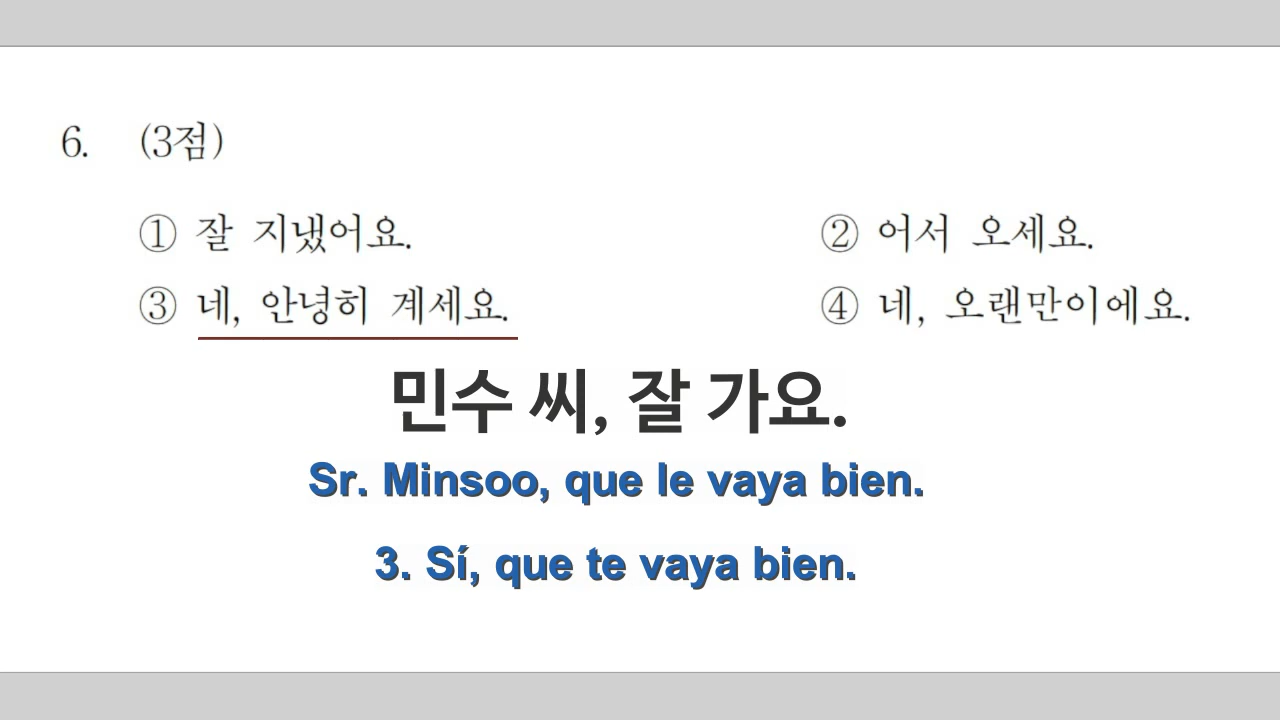 6. (3점)
① 잘 지냈어요. ② 어서 오세요.
③ 네, 안녕히 계세요. ④ 네, 오랜만이에요.
민수 씨, 잘 가요.
Sr. Minsoo, que le vaya bien.
3. Sí, que te vaya bien.